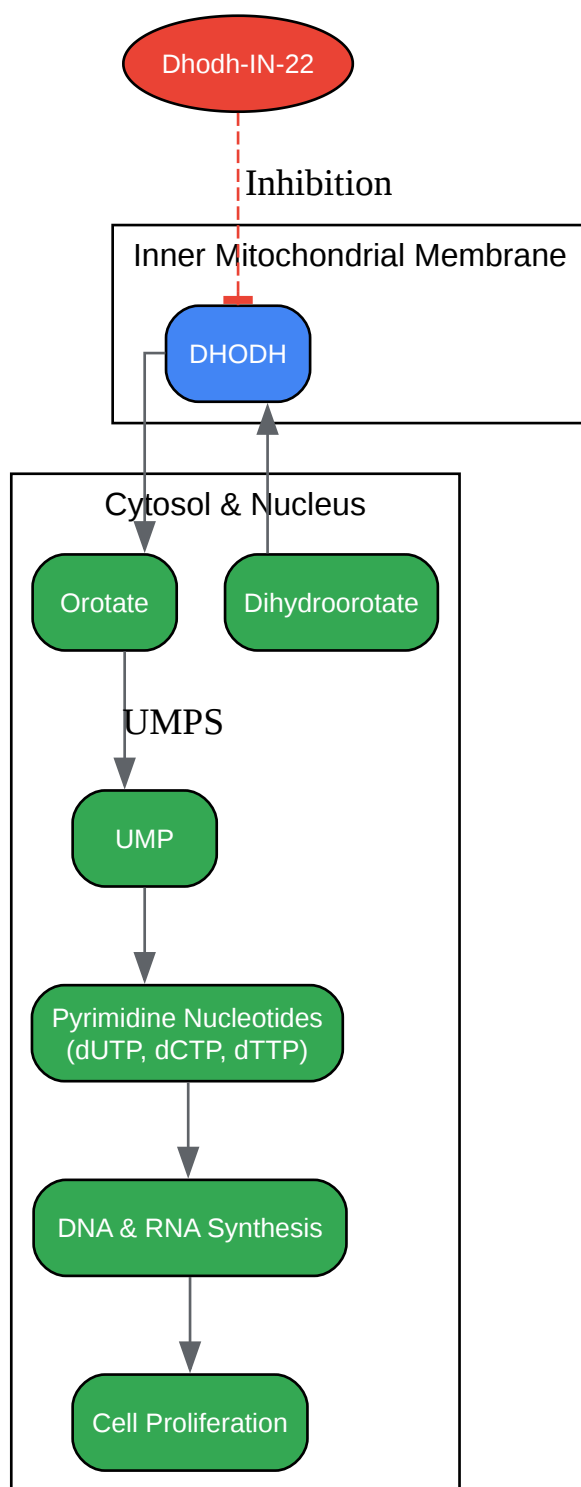 Dhodh-IN-22
Inhibition
Inner Mitochondrial Membrane
DHODH
Cytosol & Nucleus
Orotate
Dihydroorotate
UMPS
UMP
Pyrimidine Nucleotides
(dUTP, dCTP, dTTP)
DNA & RNA Synthesis
Cell Proliferation